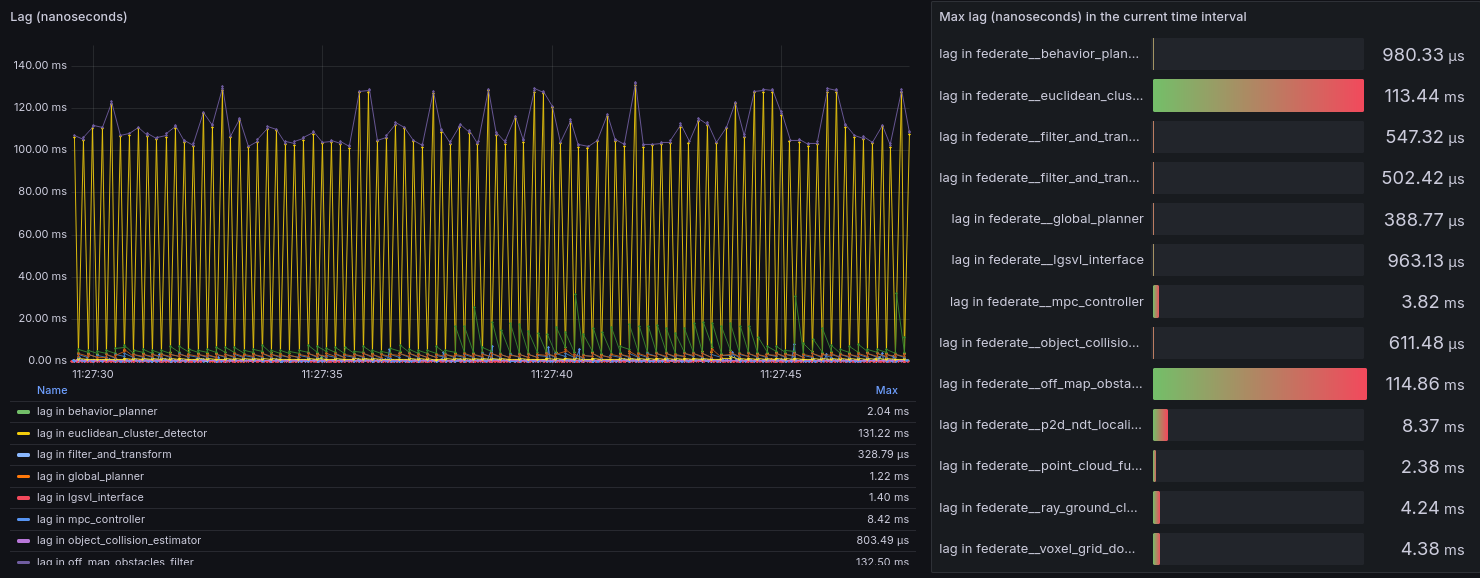 Lag (nanoseconds)
140.00 ms
120.00 ms
100.00 ms
80.00 ms
60.00 ms
40.00 ms
20.00 ms
0.00 ns
11:27:30 11:27:35 11:27:40 11:27:45
Name Max
lag in behavior_planner 2.04 ms
lag in euclidean_cluster_detector 131.22 ms
lag in filter_and_transform 328.79 µs
lag in global_planner 1.22 ms
lag in lgsvl_interface 1.40 ms
lag in mpc_controller 8.42 ms
lag in object_collision_estimator 803.49 µs
lag in off_map_obstacles_filter 132.50 ms
Max lag (nanoseconds) in the current time interval
lag in federate__behavior_plan... 980.33 µs
lag in federate__euclidean_clus... 113.44 ms
lag in federate__filter_and_tran... 547.32 µs
lag in federate__filter_and_tran... 502.42 µs
lag in federate__global_planner 388.77 µs
lag in federate__lgsvl_interface 963.13 µs
lag in federate__mpc_controller 3.82 ms
lag in federate__object_collisio... 611.48 µs
lag in federate__off_map_obsta... 114.86 ms
lag in federate__p2d_ndt_locali... 8.37 ms
lag in federate__point_cloud_fu... 2.38 ms
lag in federate__ray_ground_cl... 4.24 ms
lag in federate__voxel_grid_do... 4.38 ms